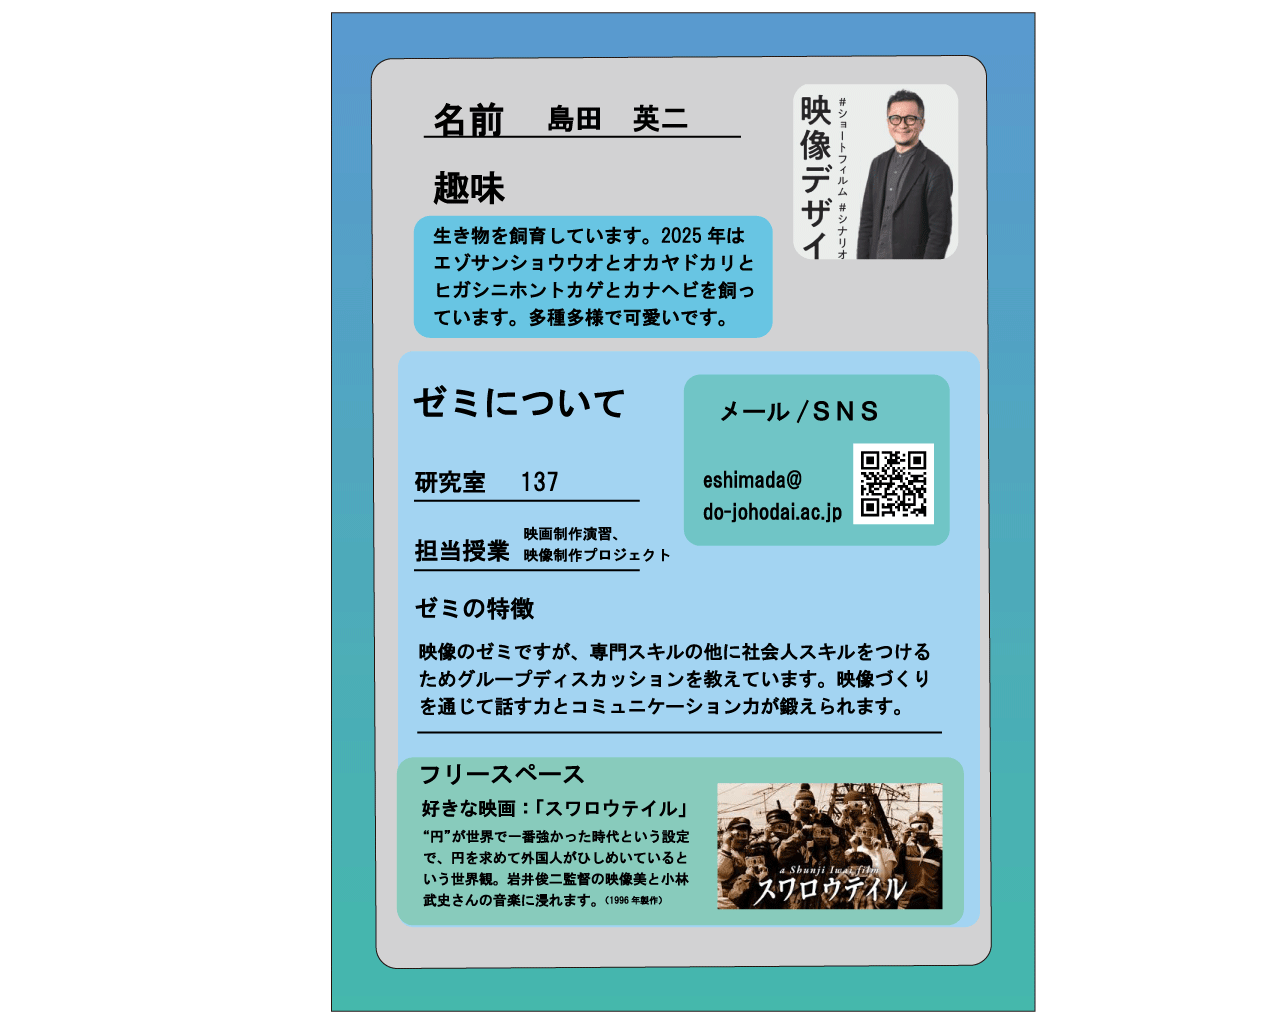 名前　島田　英二
映像デザイ
#ショートフィルム #シナリオ
趣味
生き物を飼育しています。2025 年は
エゾサンショウウオとオカヤドカリと
ヒガシニホントカゲとカナヘビを飼っ
ています。多種多様で可愛いです。
ゼミについて
研究室　137
担当授業
映画制作演習、
映像制作プロジェクト
メール /ＳＮＳ
eshimada@
do-johodai.ac.jp
ゼミの特徴
映像のゼミですが、専門スキルの他に社会人スキルをつける
ためグループディスカッションを教えています。映像づくり
を通じて話す力とコミュニケーション力が鍛えられます。
フリースペース
好きな映画：「スワロウテイル」
“円”が世界で一番強かった時代という設定
で、円を求めて外国人がひしめいていると
いう世界観。岩井俊二監督の映像美と小林
武史さんの音楽に浸れます。（1996 年製作）
a Shunji Iwai film
スワロウテイル